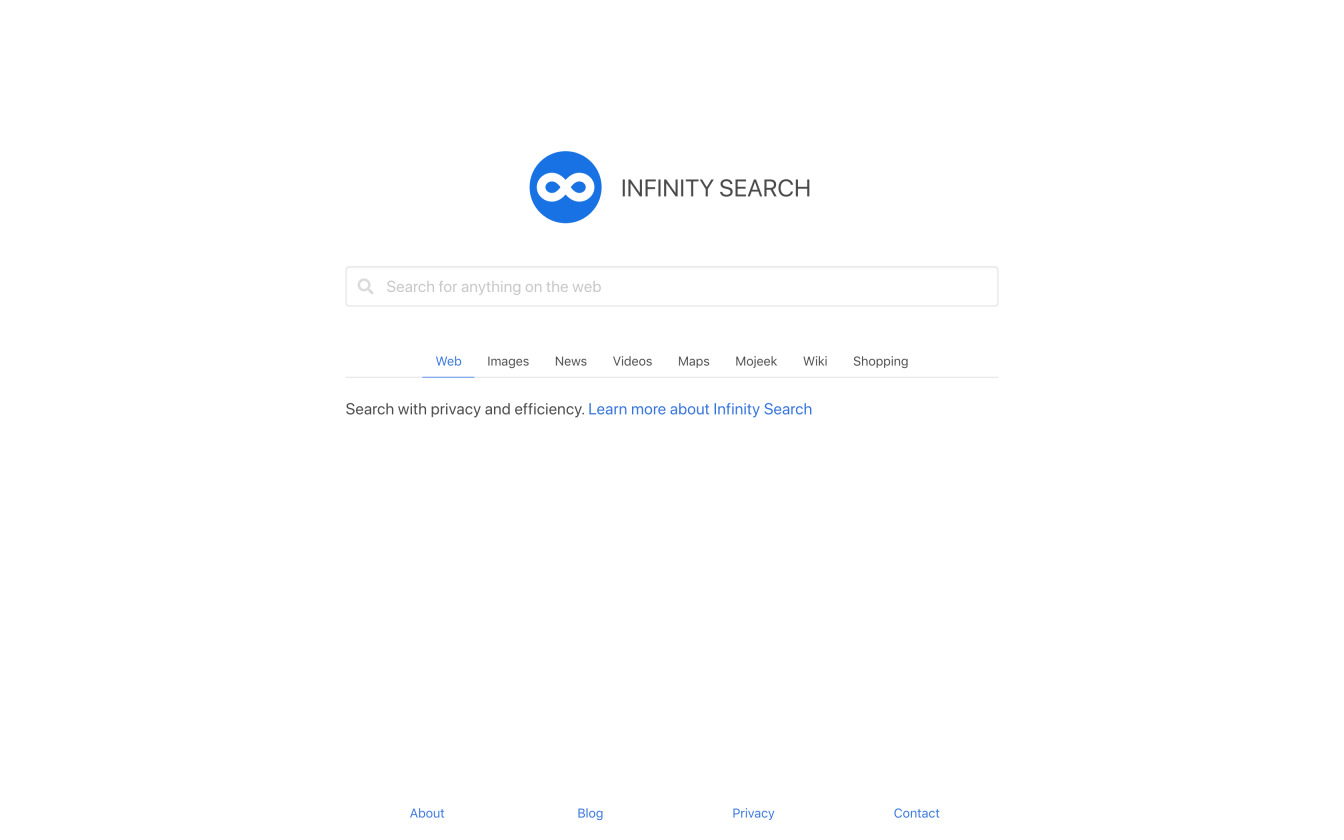 INFINITY SEARCH
Search for anything on the web
Web Images News Videos Maps Mojeek Wiki Shopping
Search with privacy and efficiency. Learn more about Infinity Search
About Blog Privacy Contact